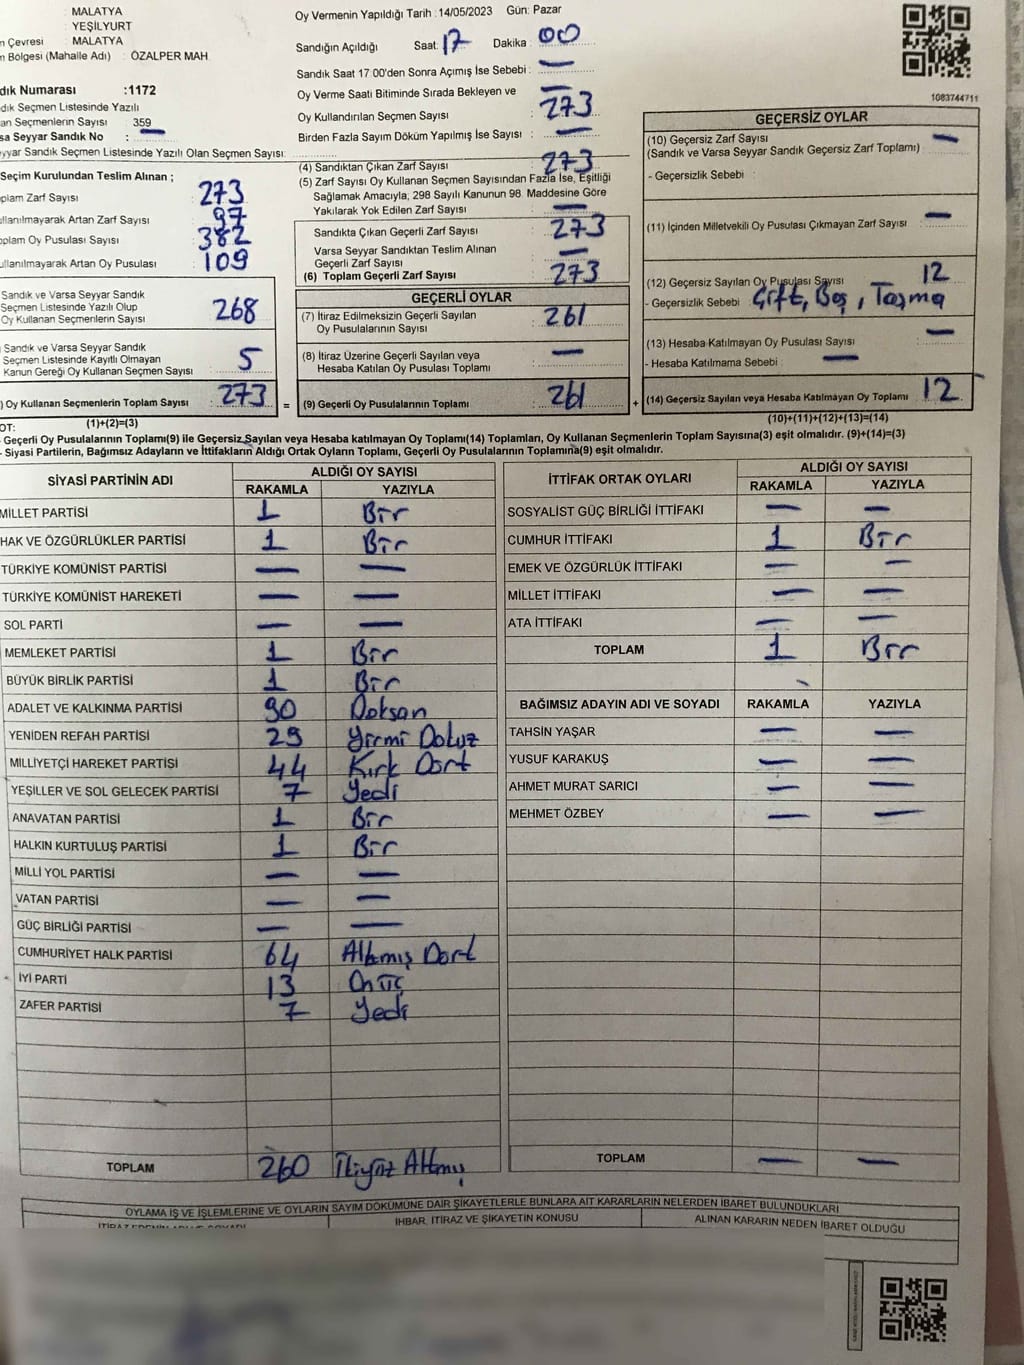 MALATYA
YEŞİLYURT
n Çevresi : MALATYA
m Bölgesi (Mahalle Adı) : ÖZALPER MAH
dık Numarası :1172
dık Seçmen Listesinde Yazılı
an Seçmenlerin Sayısı 359
sa Seyyar Sandık No : —
yyar Sandık Seçmen Listesinde Yazılı Olan Seçmen Sayısı:
Seçim Kurulundan Teslim Alınan ;
plam Zarf Sayısı : 273
ullanılmayarak Artan Zarf Sayısı : 97
oplam Oy Pusulası Sayısı : 382
ullanılmayarak Artan Oy Pusulası : 109
Sandık ve Varsa Seyyar Sandık
Seçmen Listesinde Yazılı Olup
Oy Kullanan Seçmenlerin Sayısı : 268
Sandık ve Varsa Seyyar Sandık
Seçmen Listesinde Kayıtlı Olmayan
Kanun Gereği Oy Kullanan Seçmen Sayısı : 5
) Oy Kullanan Seçmenlerin Toplam Sayısı : 273
(1)+(2)=(3)
Oy Vermenin Yapıldığı Tarih :14/05/2023 Gün: Pazar
Sandığın Açıldığı Saat: 17 Dakika : 00
Sandık Saat 17 00'den Sonra Açımış İse Sebebi : —
Oy Verme Saati Bitiminde Sırada Bekleyen ve —
Oy Kullandırılan Seçmen Sayısı : 273
Birden Fazla Sayım Döküm Yapılmış İse Sayısı : —
(4) Sandıktan Çıkan Zarf Sayısı : 273
(5) Zarf Sayısı Oy Kullanan Seçmen Sayısından Fazla İse, Eşitliği
Sağlamak Amacıyla, 298 Sayılı Kanunun 98 Maddesine Göre
Yakılarak Yok Edilen Zarf Sayısı : —
Sandıkta Çıkan Geçerli Zarf Sayısı : 273
Varsa Seyyar Sandıktan Teslim Alınan
Geçerli Zarf Sayısı : —
(6) Toplam Geçerli Zarf Sayısı : 273
GEÇERLİ OYLAR
(7) İtiraz Edilmeksizin Geçerli Sayılan
Oy Pusulalarının Sayısı : 261
(8) İtiraz Üzerine Geçerli Sayılan veya
Hesaba Katılan Oy Pusulası Toplamı : —
= (9) Geçerli Oy Pusulalarının Toplamı : 261
1083744711
GEÇERSİZ OYLAR
(10) Geçersiz Zarf Sayısı : —
(Sandık ve Varsa Seyyar Sandık Geçersiz Zarf Toplamı)
- Geçersizlik Sebebi :
(11) İçinden Milletvekili Oy Pusulası Çıkmayan Zarf Sayısı : —
(12) Geçersiz Sayılan Oy Pusulası Sayısı : 12
- Geçersizlik Sebebi : Çift, Boş, Taşma
(13) Hesaba Katılmayan Oy Pusulası Sayısı : —
- Hesaba Katılmama Sebebi : —
+ (14) Geçersiz Sayılan veya Hesaba Katılmayan Oy Toplamı : 12
(10)+(11)+(12)+(13)=(14)
OT:
Geçerli Oy Pusulalarının Toplamı(9) ile Geçersiz Sayılan veya Hesaba katılmayan Oy Toplamı(14) Toplamları, Oy Kullanan Seçmenlerin Toplam Sayısına(3) eşit olmalıdır. (9)+(14)=(3)
- Siyasi Partilerin, Bağımsız Adayların ve İttifakların Aldığı Ortak Oyların Toplamı, Geçerli Oy Pusulalarının Toplamına(9) eşit olmalıdır.
SİYASİ PARTİNİN ADI ALDIĞI OY SAYISI
RAKAMLA YAZIYLA
MİLLET PARTİSİ 1 Bir
HAK VE ÖZGÜRLÜKLER PARTİSİ 1 Bir
TÜRKİYE KOMÜNİST PARTİSİ — —
TÜRKİYE KOMÜNİST HAREKETİ — —
SOL PARTİ — —
MEMLEKET PARTİSİ 1 Bir
BÜYÜK BİRLİK PARTİSİ 1 Bir
ADALET VE KALKINMA PARTİSİ 90 Doksan
YENİDEN REFAH PARTİSİ 29 Yirmi Dokuz
MİLLİYETÇİ HAREKET PARTİSİ 44 Kırk Dört
YEŞİLLER VE SOL GELECEK PARTİSİ 7 Yedi
ANAVATAN PARTİSİ 1 Bir
HALKIN KURTULUŞ PARTİSİ 1 Bir
MİLLİ YOL PARTİSİ — —
VATAN PARTİSİ — —
GÜÇ BİRLİĞİ PARTİSİ — —
CUMHURİYET HALK PARTİSİ 64 Altmış Dört
İYİ PARTİ 13 On üç
ZAFER PARTİSİ 7 Yedi
TOPLAM 260 İkiyüz Altmış
İTTİFAK ORTAK OYLARI ALDIĞI OY SAYISI
RAKAMLA YAZIYLA
SOSYALİST GÜÇ BİRLİĞİ İTTİFAKI — —
CUMHUR İTTİFAKI 1 Bir
EMEK VE ÖZGÜRLÜK İTTİFAKI — —
MİLLET İTTİFAKI — —
ATA İTTİFAKI — —
TOPLAM 1 Bir
BAĞIMSIZ ADAYIN ADI VE SOYADI RAKAMLA YAZIYLA
TAHSİN YAŞAR — —
YUSUF KARAKUŞ — —
AHMET MURAT SARICI — —
MEHMET ÖZBEY — —
TOPLAM — —
OYLAMA İŞ VE İŞLEMLERİNE VE OYLARIN SAYIM DÖKÜMÜNE DAİR ŞİKAYETLERLE BUNLARA AİT KARARLARIN NELERDEN İBARET BULUNDUKLARI
İHBAR, İTİRAZ VE ŞİKAYETİN KONUSU ALINAN KARARIN NEDEN İBARET OLDUĞU